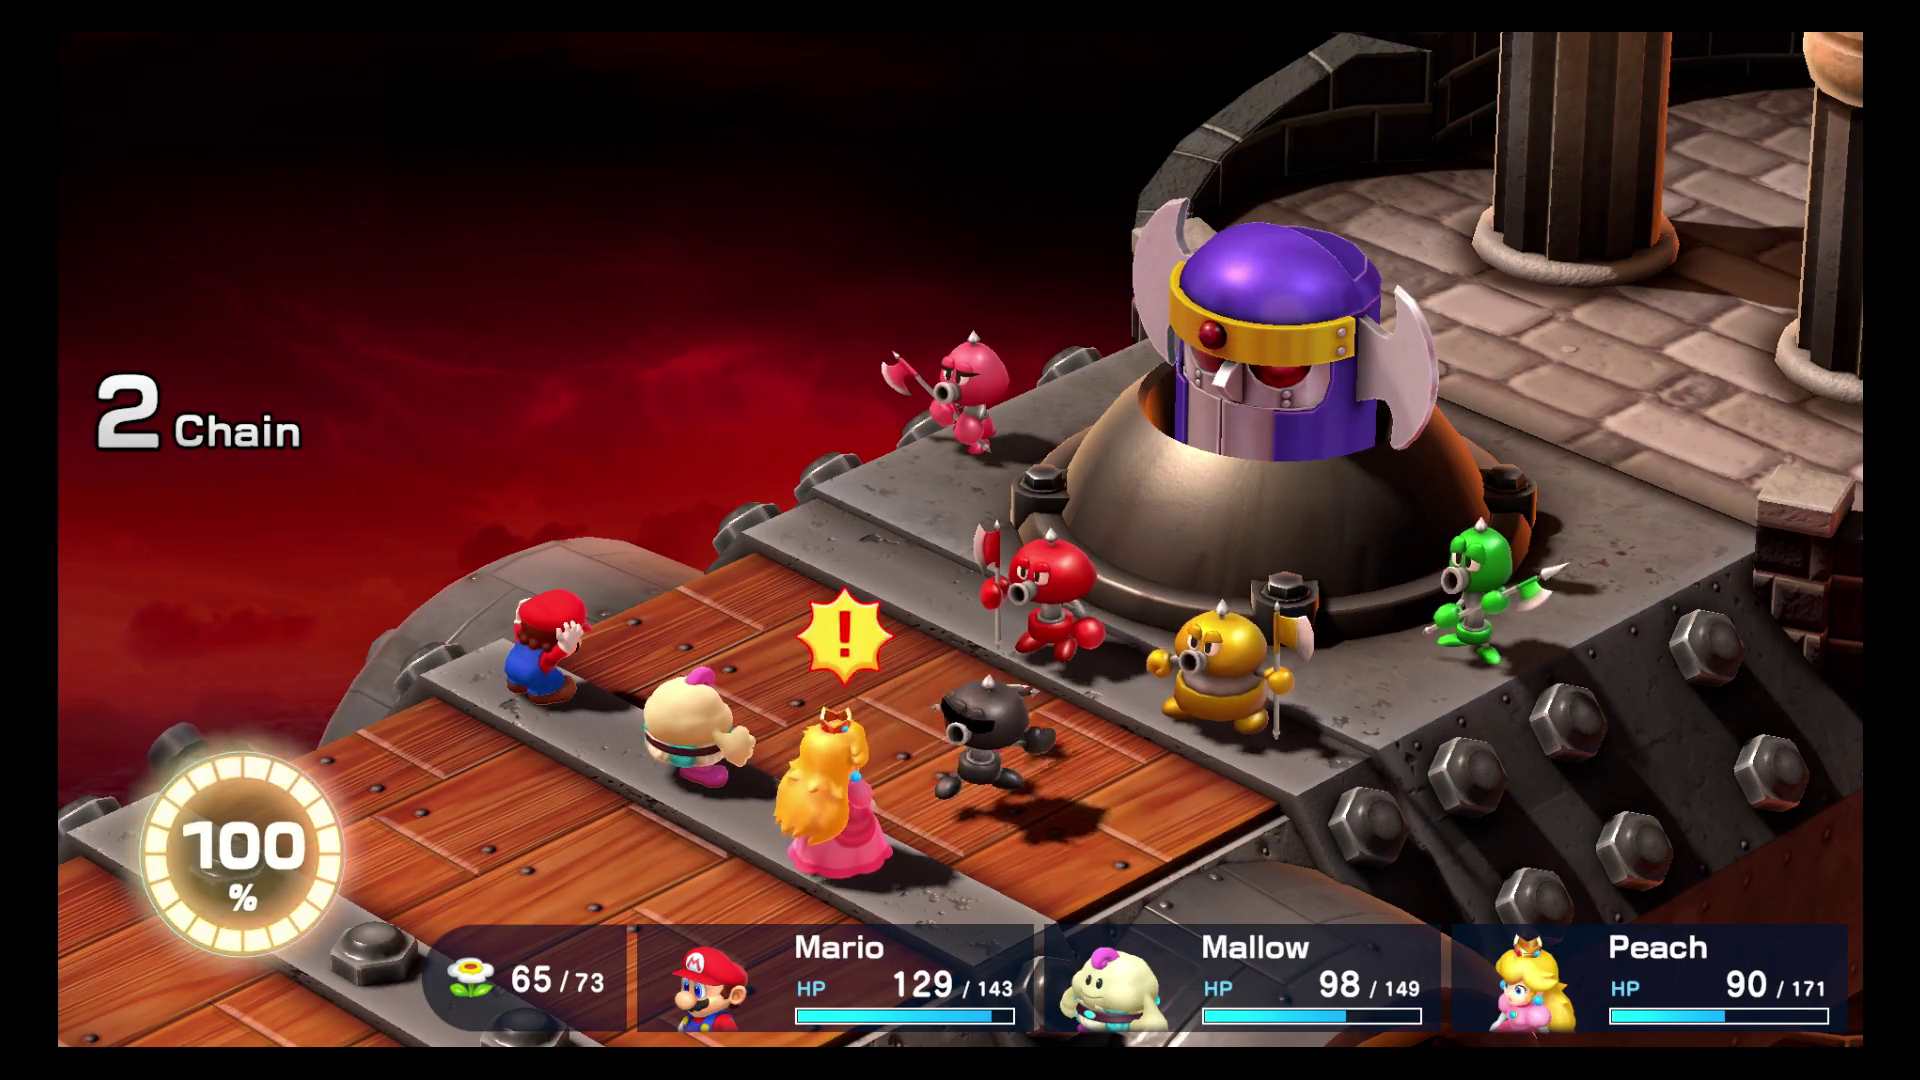 2 Chain
!
100
%
65 / 73
Mario
HP 129 / 143
Mallow
HP 98 / 149
Peach
HP 90 / 171
M